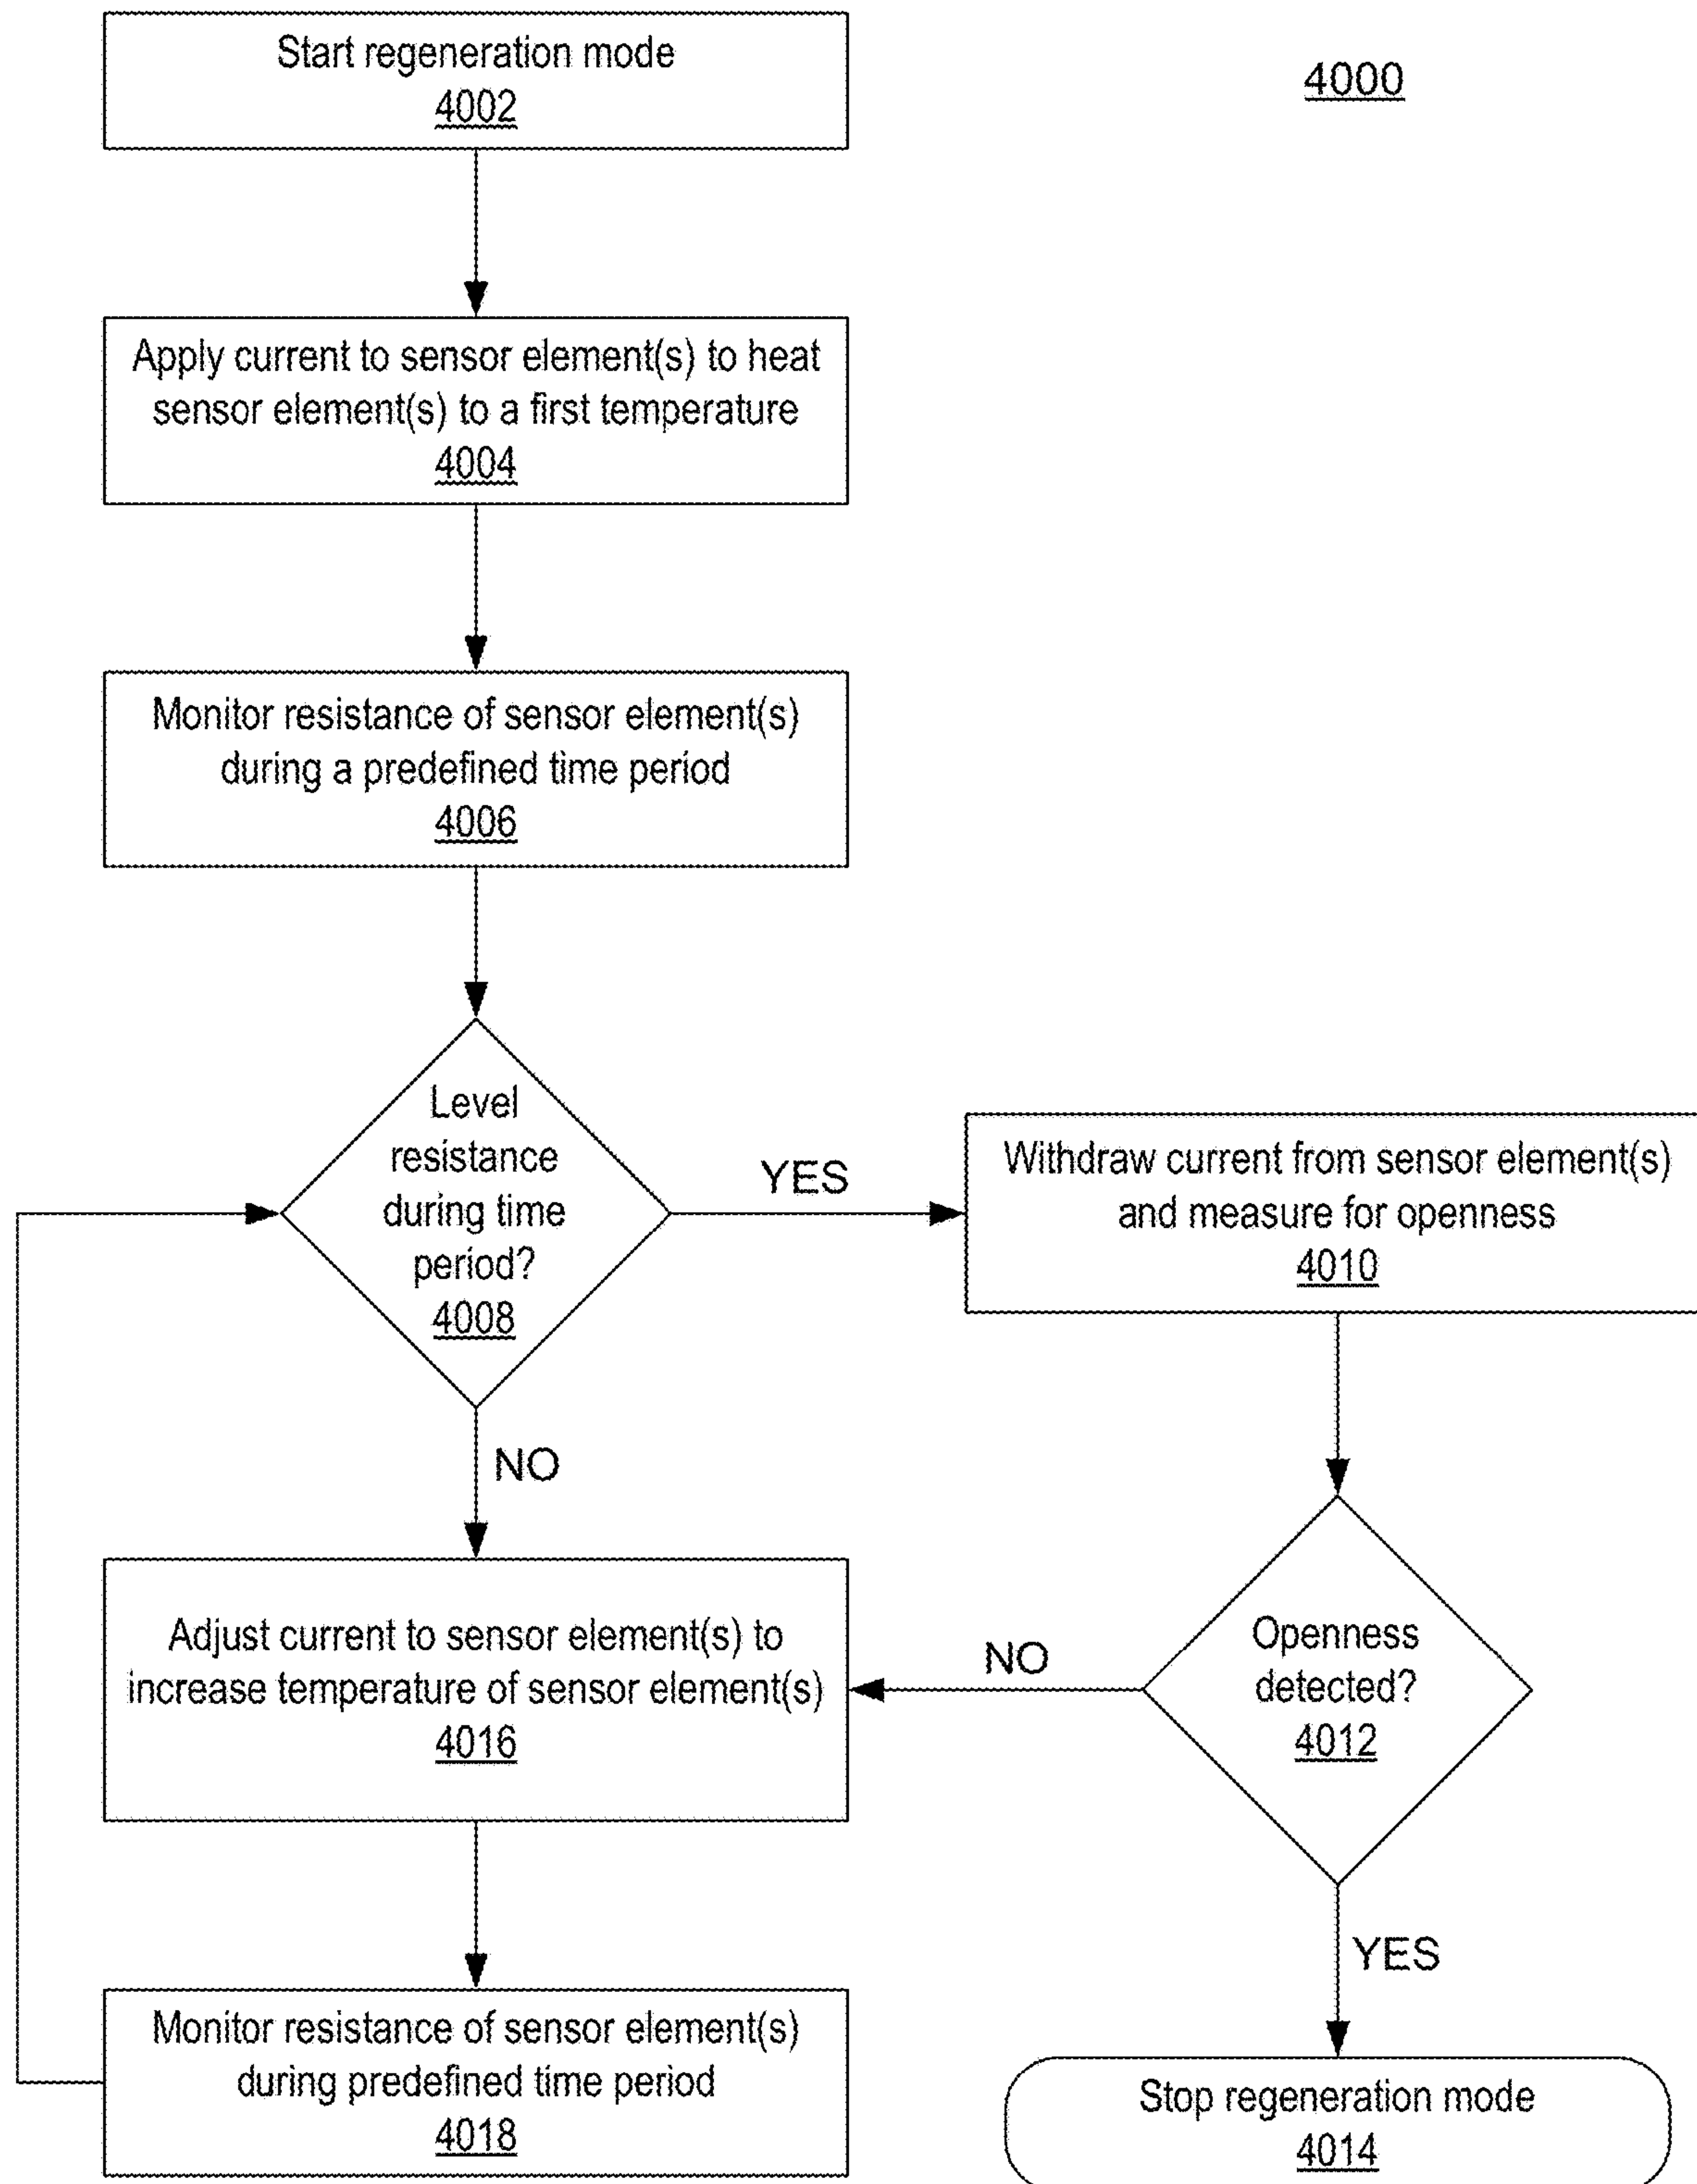 Start regeneration mode
4002
4000
Apply current to sensor element(s) to heat
sensor element(s) to a first temperature
4004
Monitor resistance of sensor element(s)
during a predefined time period
4006
Level
resistance
during time
period?
4008
YES
Withdraw current from sensor element(s)
and measure for openness
4010
NO
Adjust current to sensor element(s) to
increase temperature of sensor element(s)
4016
NO
Openness
detected?
4012
YES
Monitor resistance of sensor element(s)
during predefined time period
4018
Stop regeneration mode
4014